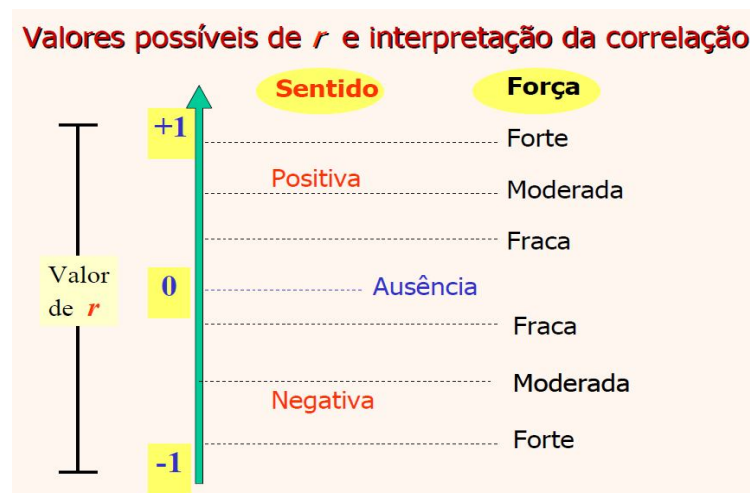 Valores possíveis de r e interpretação da correlação
Sentido
Força
+1
Forte
Positiva
Moderada
Fraca
Valor
de r
0
Ausência
Fraca
Moderada
Negativa
Forte
-1